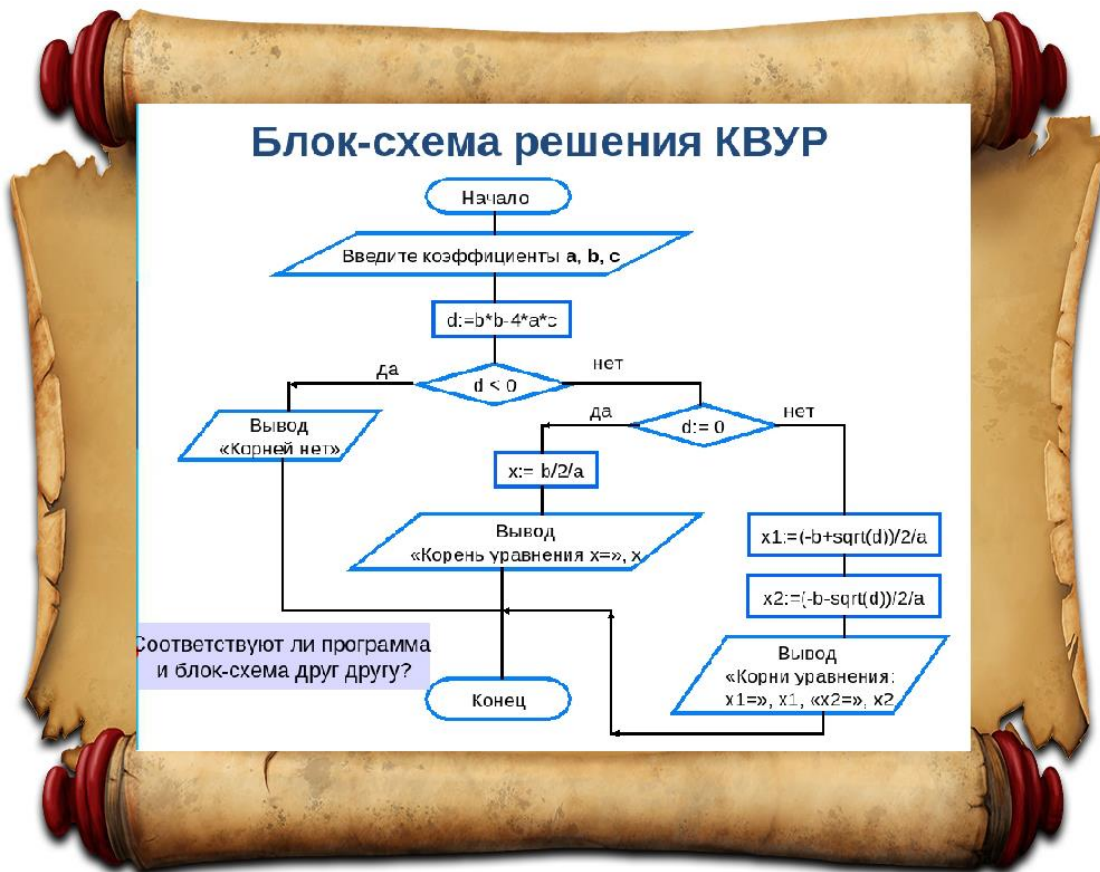 Блок-схема решения КВУР
Начало
Введите коэффициенты a, b, c
d:=b*b-4*a*c
да
d < 0
нет
Вывод
«Корней нет»
да
d:= 0
нет
x:= b/2/a
Вывод
«Корень уравнения x=», x
x1:=(-b+sqrt(d))/2/a
x2:=(-b-sqrt(d))/2/a
Вывод
«Корни уравнения:
x1=», x1, «x2=», x2
Соответствуют ли программа
и блок-схема друг другу?
Конец